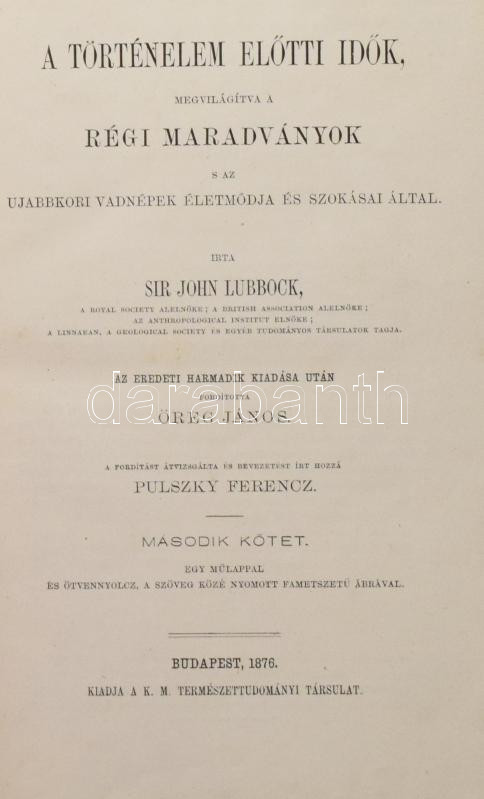 A TÖRTÉNELEM ELŐTTI IDŐK,
MEGVILÁGÍTVA A
RÉGI MARADVÁNYOK
S AZ
UJABBKORI VADNÉPEK ÉLETMÓDJA ÉS SZOKÁSAI ÁLTAL.
IRTA
SIR JOHN LUBBOCK,
A ROYAL SOCIETY ALELNÖKE; A BRITISH ASSOCIATION ALELNÖKE;
AZ ANTHROPOLOGICAL INSTITUT ELNÖKE;
A LINNAEAN, A GEOLOGICAL SOCIETY ÉS EGYÉB TUDOMÁNYOS TÁRSULATOK TAGJA.
AZ EREDETI HARMADIK KIADÁSA UTÁN
FORDÍTOTTA
darabanth
ÖREG JÁNOS.
A FORDÍTÁST ÁTVIZSGÁLTA ÉS BEVEZETÉST ÍRT HOZZÁ
PULSZKY FERENCZ.
MÁSODIK KÖTET.
EGY MŰLAPPAL
ÉS ÖTVENNYOLCZ, A SZÖVEG KÖZÉ NYOMOTT FAMETSZETŰ ÁBRÁVAL.
BUDAPEST, 1876.
KIADJA A K. M. TERMÉSZETTUDOMÁNYI TÁRSULAT.